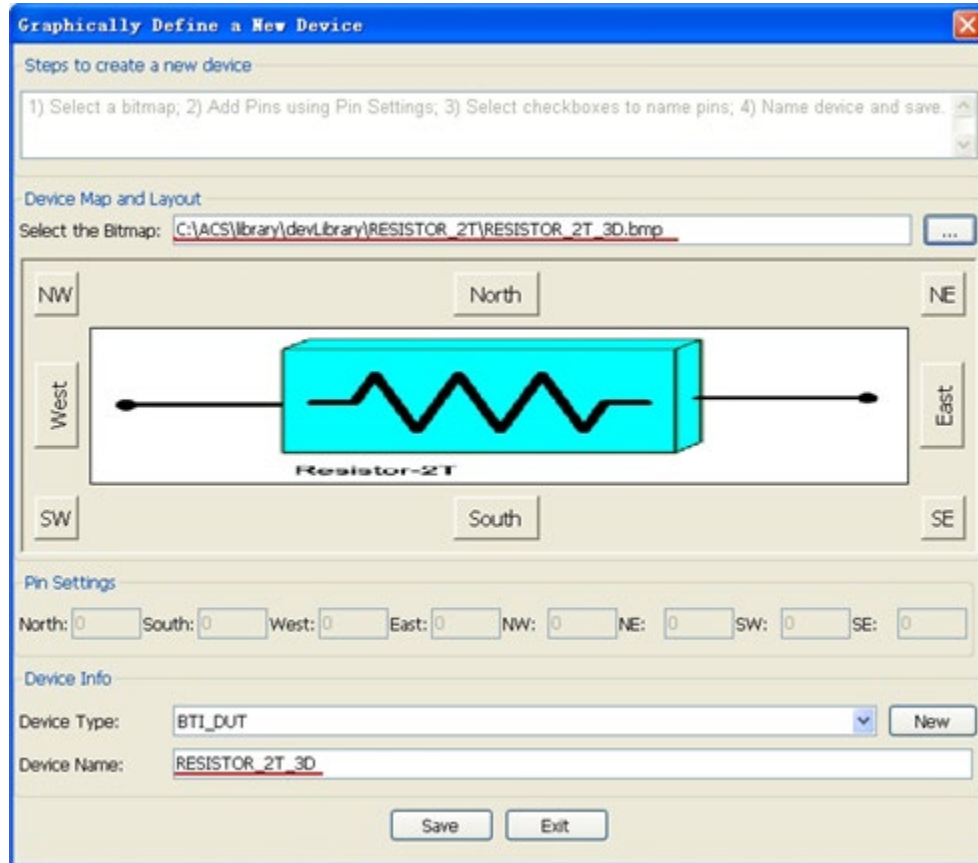 Graphically Define a New Device
Steps to create a new device
1) Select a bitmap; 2) Add Pins using Pin Settings; 3) Select checkboxes to name pins; 4) Name device and save.
Device Map and Layout
Select the Bitmap: C:\ACS\library\devLibrary\RESISTOR_2T\RESISTOR_2T_3D.bmp ...
NW North NE
West East
Resistor-2T
SW South SE
Pin Settings
North: 0 South: 0 West: 0 East: 0 NW: 0 NE: 0 SW: 0 SE: 0
Device Info
Device Type: BTI_DUT New
Device Name: RESISTOR_2T_3D
Save Exit